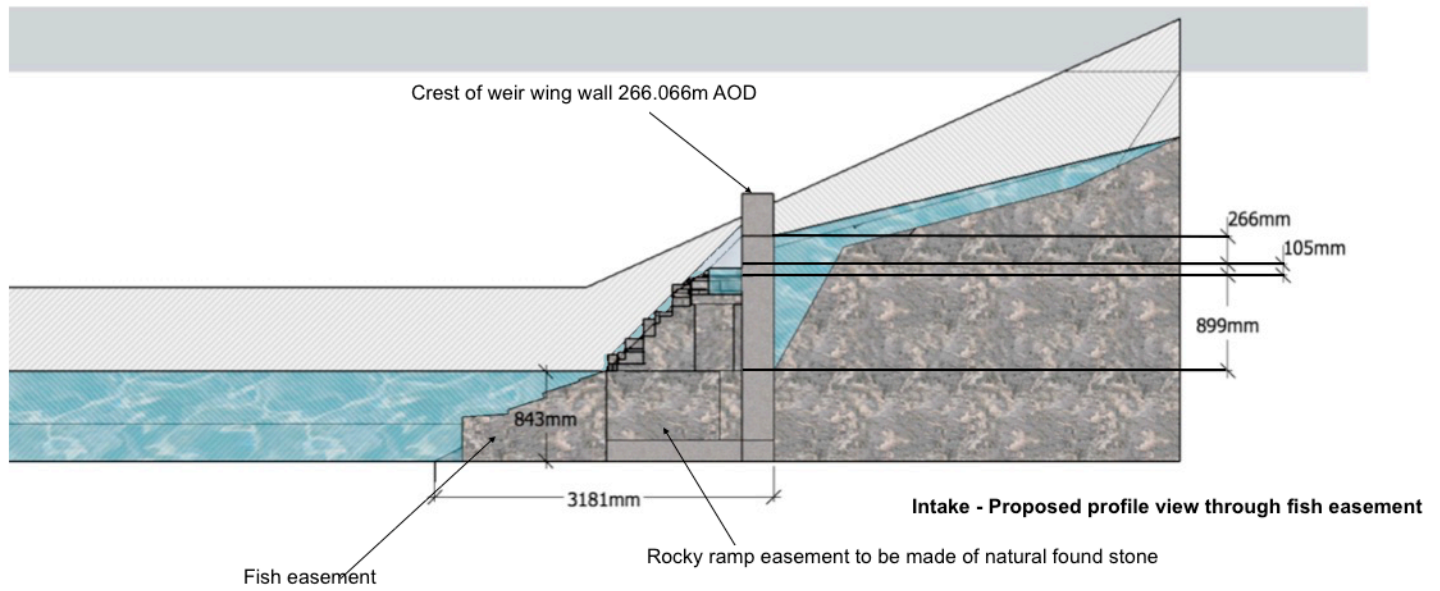 Crest of weir wing wall 266.066m AOD
266mm
105mm
899mm
843mm
3181mm
Intake - Proposed profile view through fish easement
Rocky ramp easement to be made of natural found stone
Fish easement